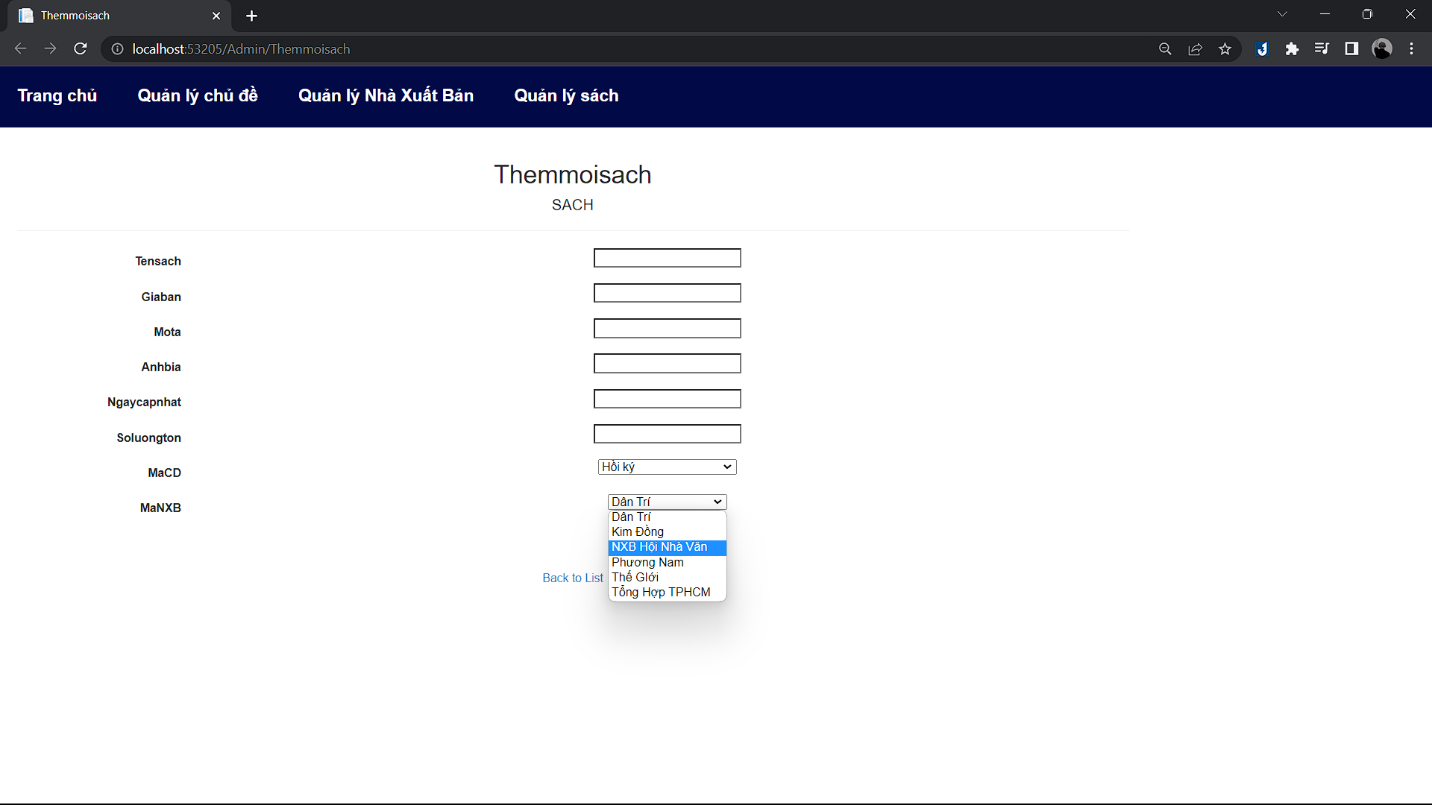 Themmoisach
localhost:53205/Admin/Themmoisach
Trang chủ Quản lý chủ đề Quản lý Nhà Xuất Bản Quản lý sách
Themmoisach
SACH
Tensach
Giaban
Mota
Anhbia
Ngaycapnhat
Soluongton
MaCD Hồi ký
MaNXB Dân Trí
Dân Trí
Kim Đồng
NXB Hội Nhà Văn
Phương Nam
Thế GIới
Tổng Hợp TPHCM
Back to List